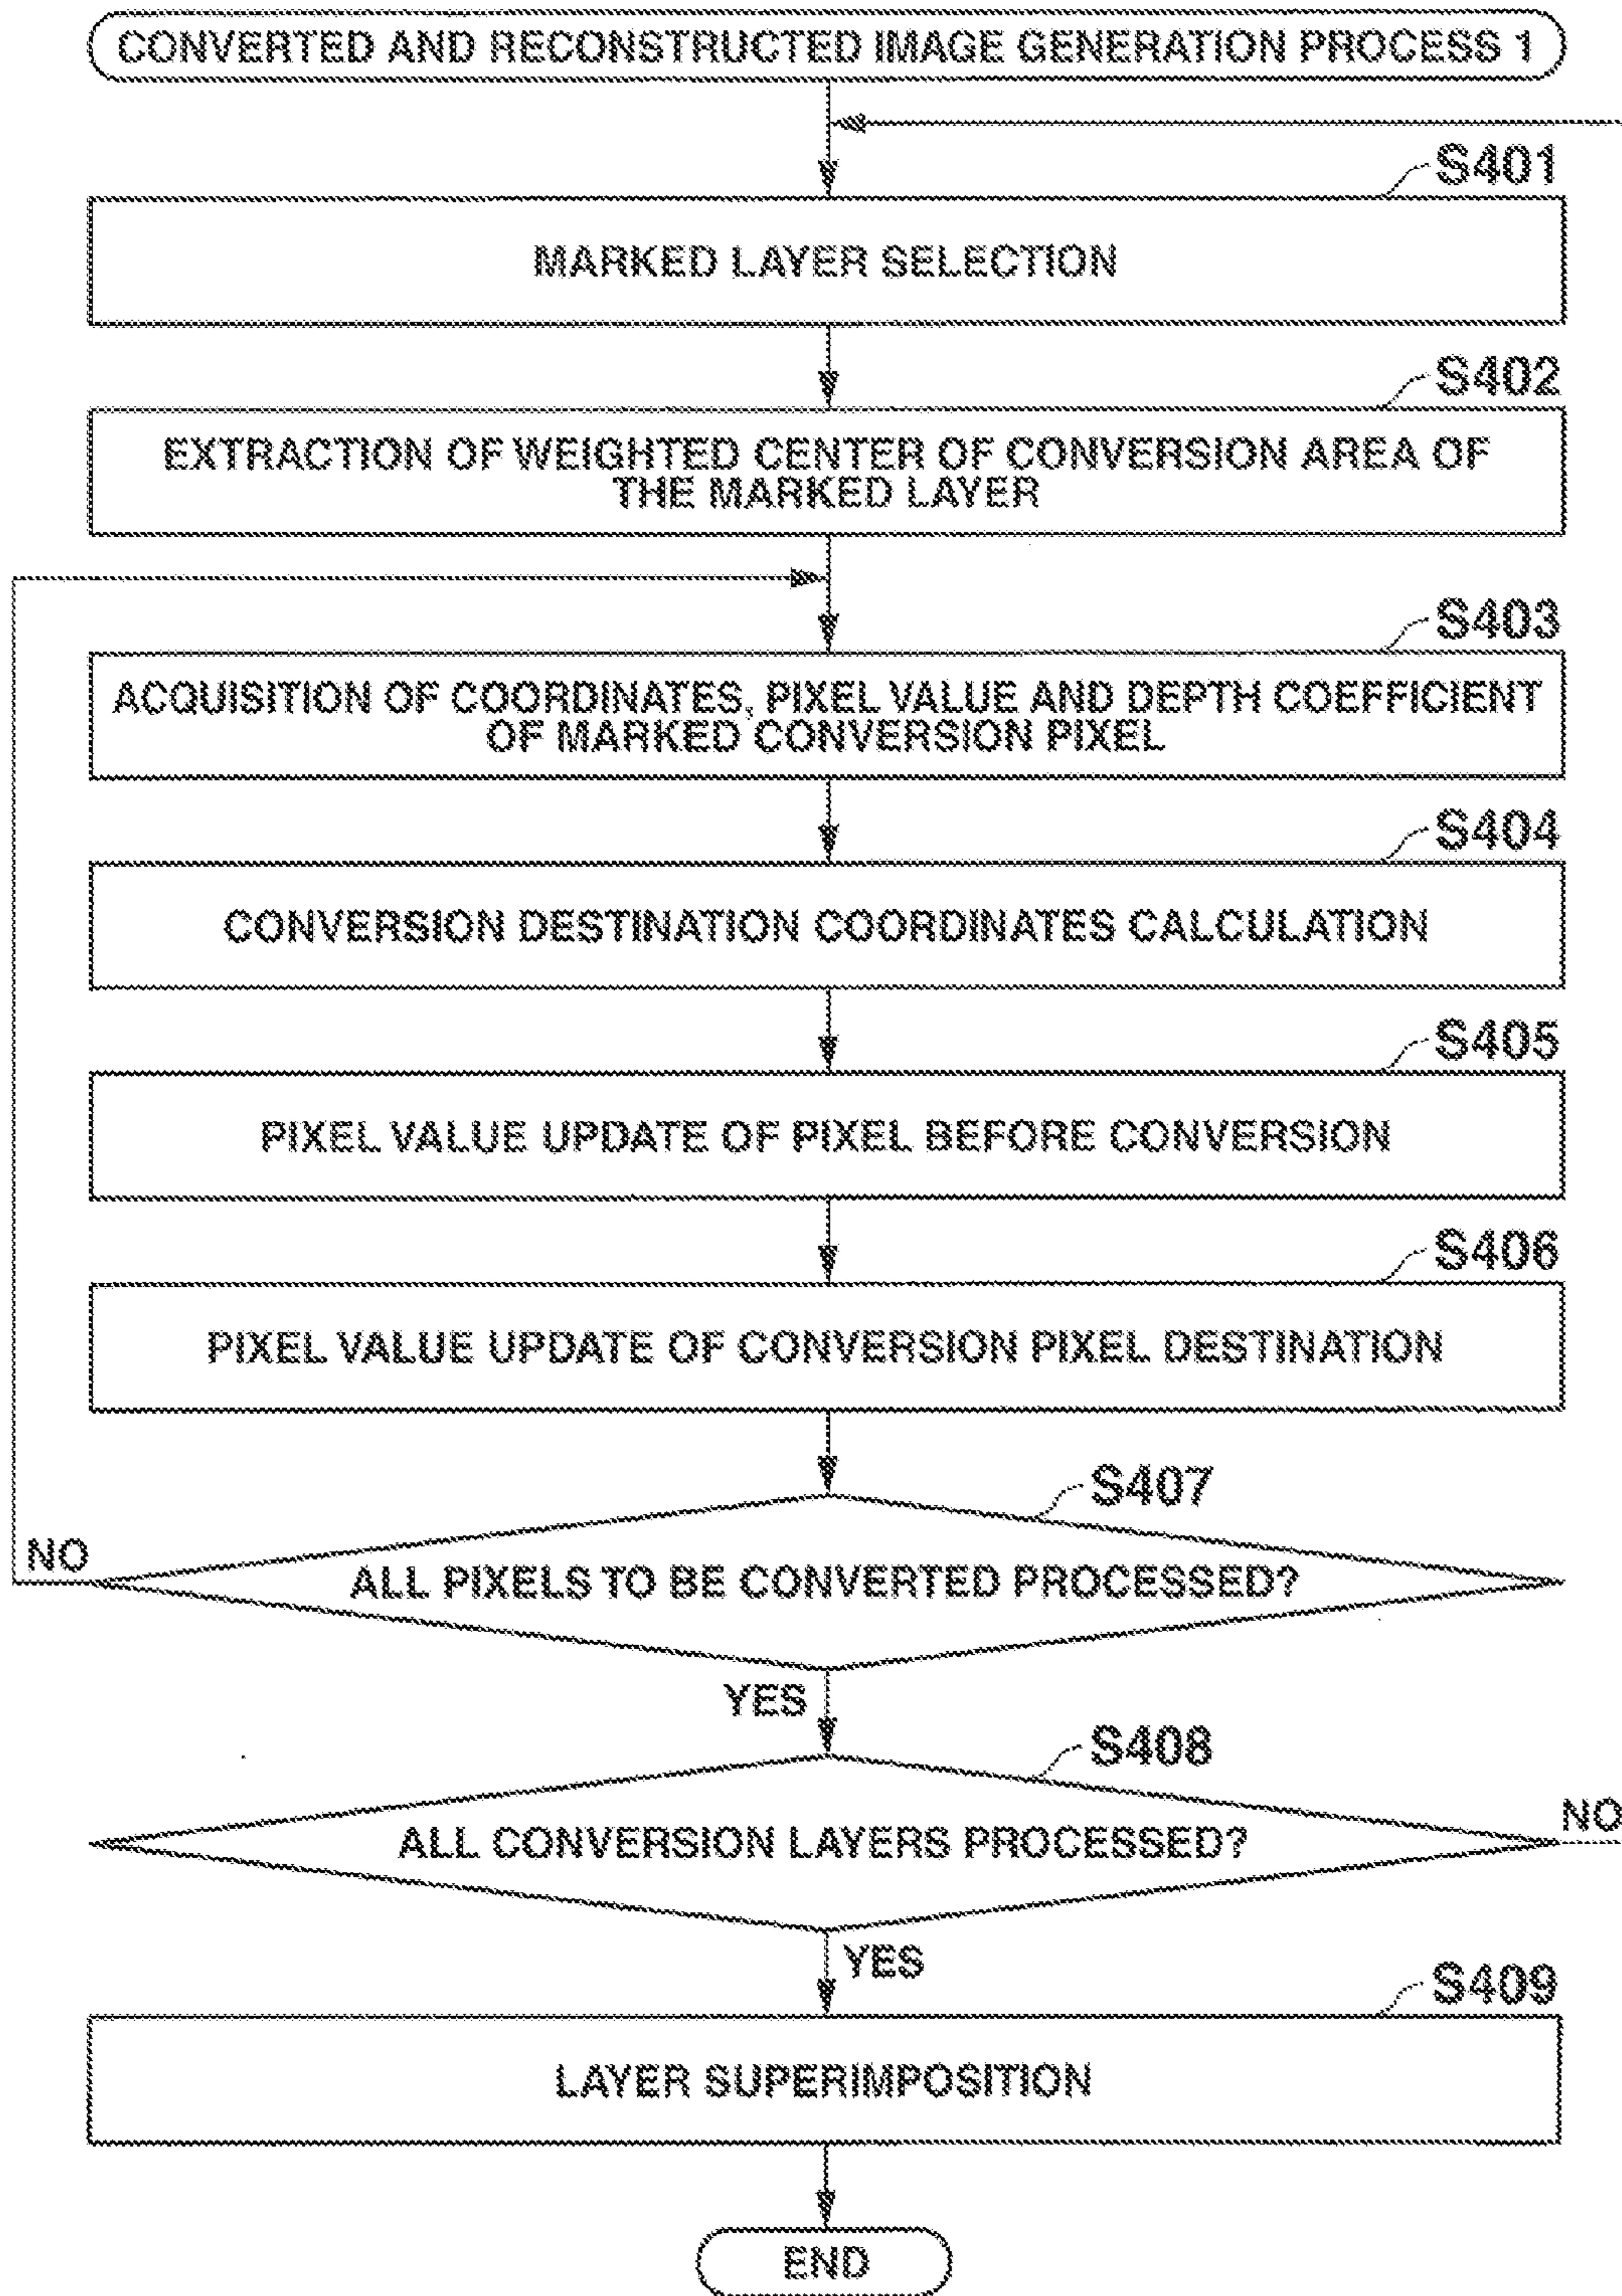 CONVERTED AND RECONSTRUCTED IMAGE GENERATION PROCESS 1
S401
MARKED LAYER SELECTION
S402
EXTRACTION OF WEIGHTED CENTER OF CONVERSION AREA OF
THE MARKED LAYER
S403
ACQUISITION OF COORDINATES, PIXEL VALUE AND DEPTH COEFFICIENT
OF MARKED CONVERSION PIXEL
S404
CONVERSION DESTINATION COORDINATES CALCULATION
S405
PIXEL VALUE UPDATE OF PIXEL BEFORE CONVERSION
S406
PIXEL VALUE UPDATE OF CONVERSION PIXEL DESTINATION
S407
NO
ALL PIXELS TO BE CONVERTED PROCESSED?
YES
S408
NO
ALL CONVERSION LAYERS PROCESSED?
YES
S409
LAYER SUPERIMPOSITION
END